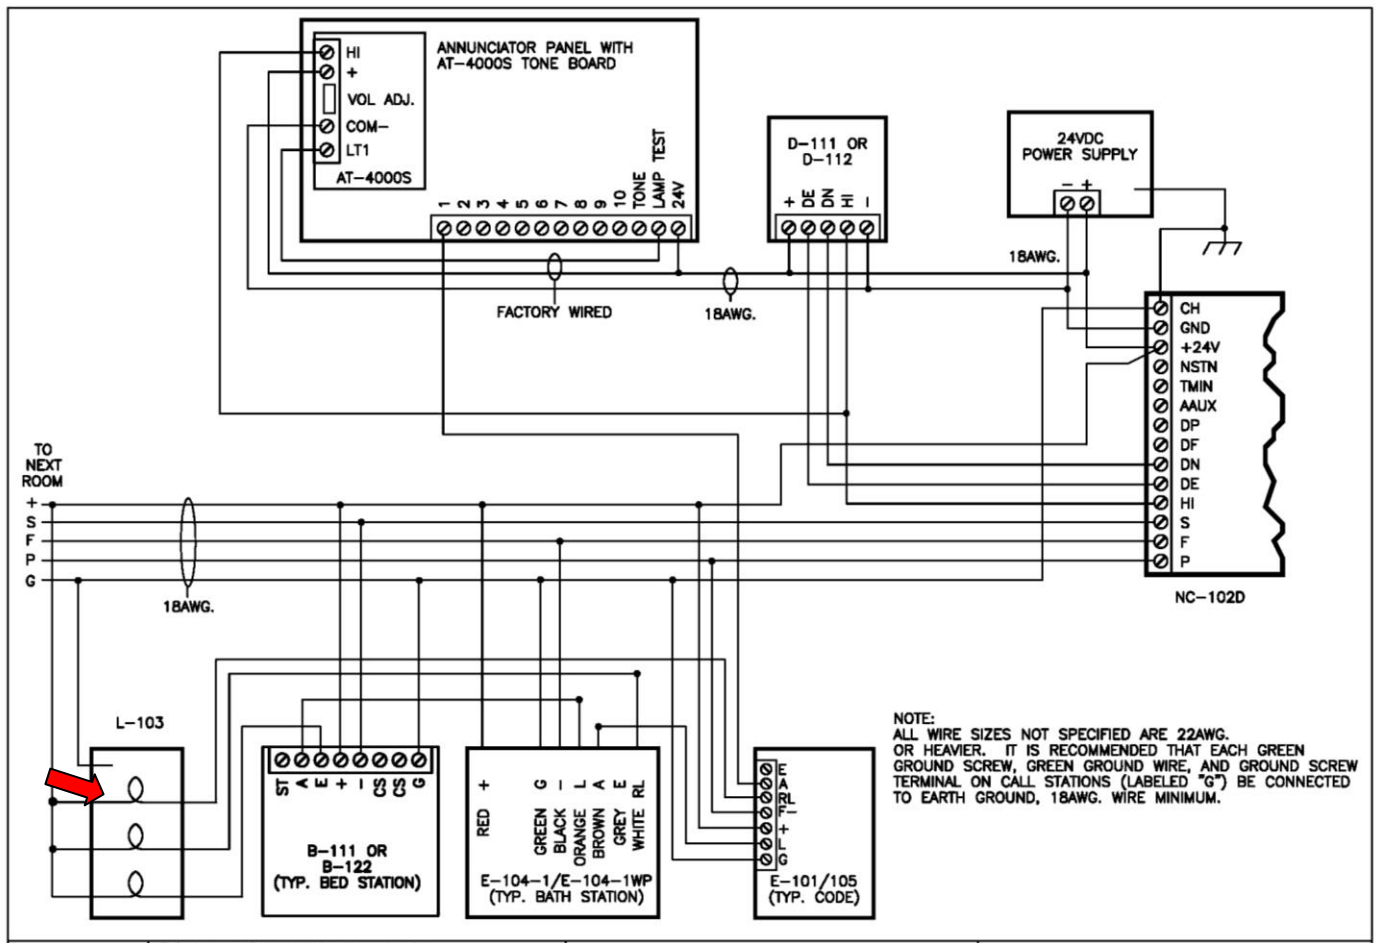 HI
+
VOL ADJ.
COM-
LT1
AT-4000S
ANNUNCIATOR PANEL WITH
AT-4000S TONE BOARD
1
2
3
4
5
6
7
8
9
10
TONE
LAMP TEST
24V
FACTORY WIRED
18AWG.
D-111 OR
D-112
+
DE
DN
HI
-
24VDC
POWER SUPPLY
- +
18AWG.
CH
GND
+24V
NSTN
TMIN
AAUX
DP
DF
DN
DE
HI
S
F
P
NC-102D
TO
NEXT
ROOM
+
S
F
P
G
18AWG.
L-103
ST
A
E
+
-
CS
CS
G
B-111 OR
B-122
(TYP. BED STATION)
+
G
-
L
A
E
RL
RED
GREEN
BLACK
ORANGE
BROWN
GREY
WHITE
E-104-1/E-104-1WP
(TYP. BATH STATION)
E
A
RL
F-
+
L
G
E-101/105
(TYP. CODE)
NOTE:
ALL WIRE SIZES NOT SPECIFIED ARE 22AWG.
OR HEAVIER. IT IS RECOMMENDED THAT EACH GREEN
GROUND SCREW, GREEN GROUND WIRE, AND GROUND SCREW
TERMINAL ON CALL STATIONS (LABELED "G") BE CONNECTED
TO EARTH GROUND, 18AWG. WIRE MINIMUM.